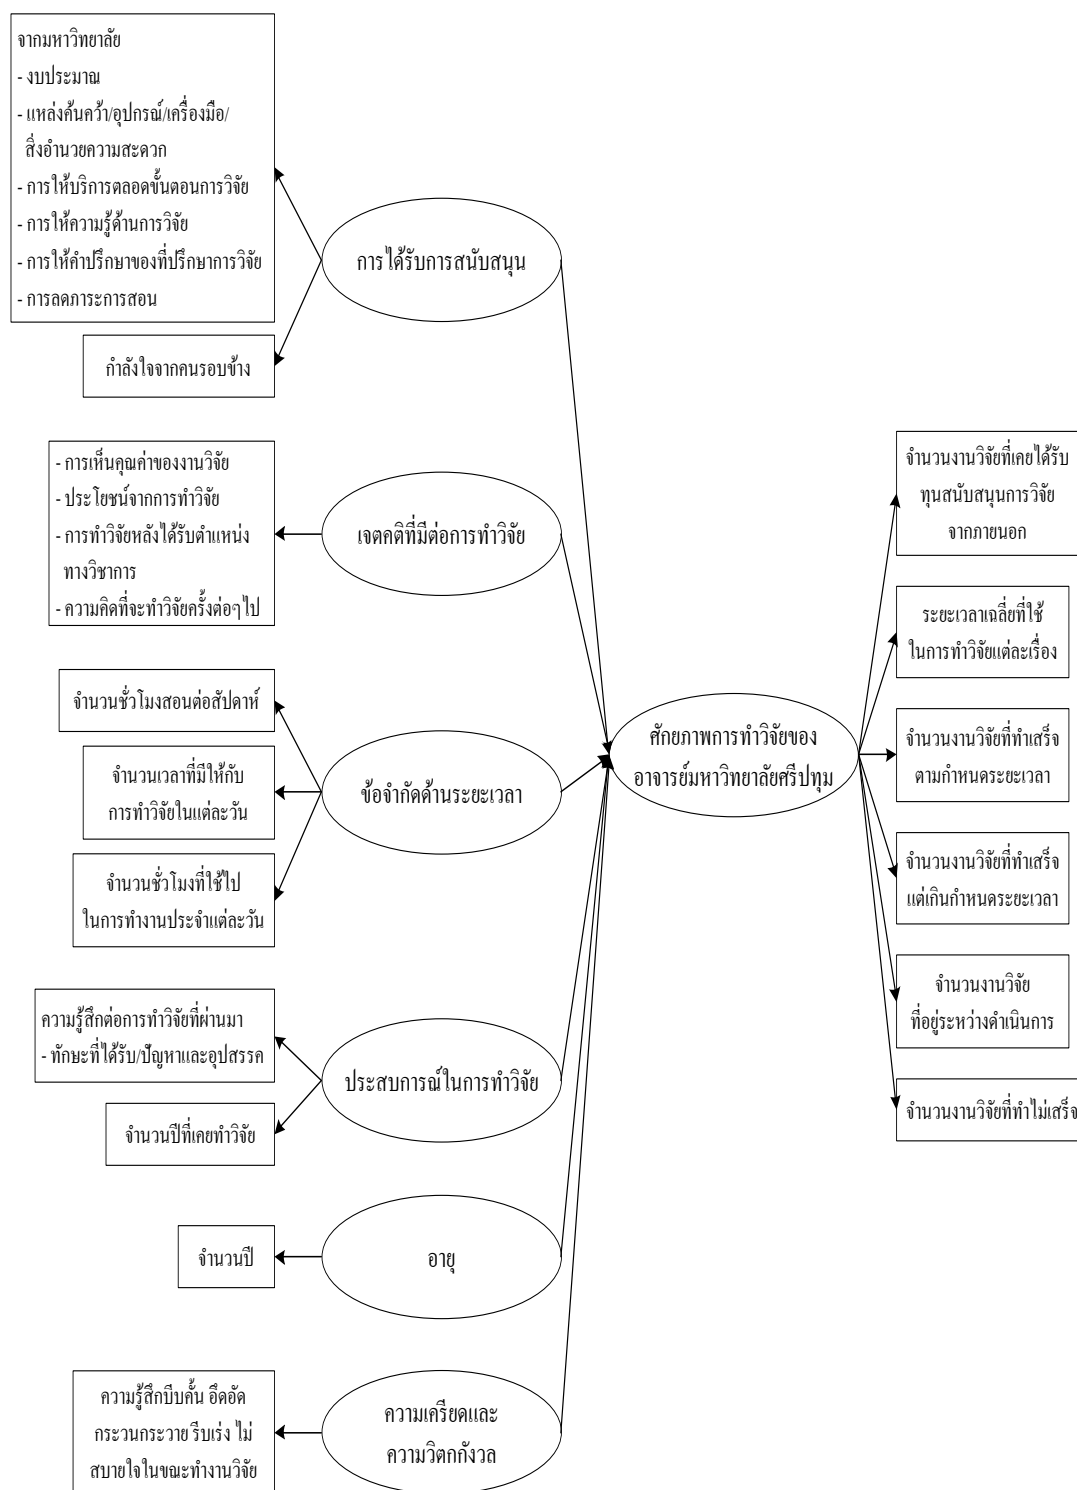 จากมหาวิทยาลัย
- งบประมาณ
- แหล่งค้นคว้า/อุปกรณ์/เครื่องมือ/
สิ่งอำนวยความสะดวก
- การให้บริการตลอดขั้นตอนการวิจัย
- การให้ความรู้ด้านการวิจัย
- การให้คำปรึกษาของที่ปรึกษาการวิจัย
- การลดภาระการสอน
กำลังใจจากคนรอบข้าง
การได้รับการสนับสนุน
- การเห็นคุณค่าของงานวิจัย
- ประโยชน์จากการทำวิจัย
- การทำวิจัยหลังได้รับตำแหน่ง
ทางวิชาการ
- ความคิดที่จะทำวิจัยครั้งต่อๆไป
เจตคติที่มีต่อการทำวิจัย
จำนวนชั่วโมงสอนต่อสัปดาห์
จำนวนเวลาที่มีให้กับ
การทำวิจัยในแต่ละวัน
จำนวนชั่วโมงที่ใช้ไป
ในการทำงานประจำแต่ละวัน
ข้อจำกัดด้านระยะเวลา
ความรู้สึกต่อการทำวิจัยที่ผ่านมา
- ทักษะที่ได้รับ/ปัญหาและอุปสรรค
จำนวนปีที่เคยทำวิจัย
ประสบการณ์ในการทำวิจัย
จำนวนปี
อายุ
ความรู้สึกบีบคั้น อึดอัด
กระวนกระวาย รีบเร่ง ไม่
สบายใจในขณะทำงานวิจัย
ความเครียดและ
ความวิตกกังวล
ศักยภาพการทำวิจัยของ
อาจารย์มหาวิทยาลัยศรีปทุม
จำนวนงานวิจัยที่เคยได้รับ
ทุนสนับสนุนการวิจัย
จากภายนอก
ระยะเวลาเฉลี่ยที่ใช้
ในการทำวิจัยแต่ละเรื่อง
จำนวนงานวิจัยที่ทำเสร็จ
ตามกำหนดระยะเวลา
จำนวนงานวิจัยที่ทำเสร็จ
แต่เกินกำหนดระยะเวลา
จำนวนงานวิจัย
ที่อยู่ระหว่างดำเนินการ
จำนวนงานวิจัยที่ทำไม่เสร็จ